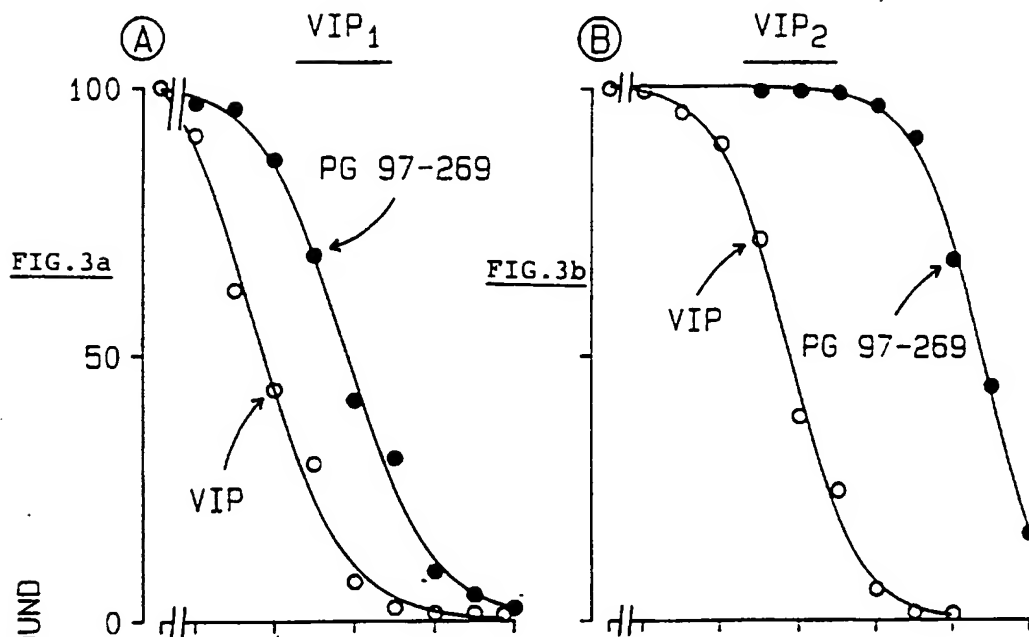 A
VIP1
B
VIP2
100
PG 97-269
FIG.3a
FIG.3b
VIP
PG 97-269
50
VIP
0
UND